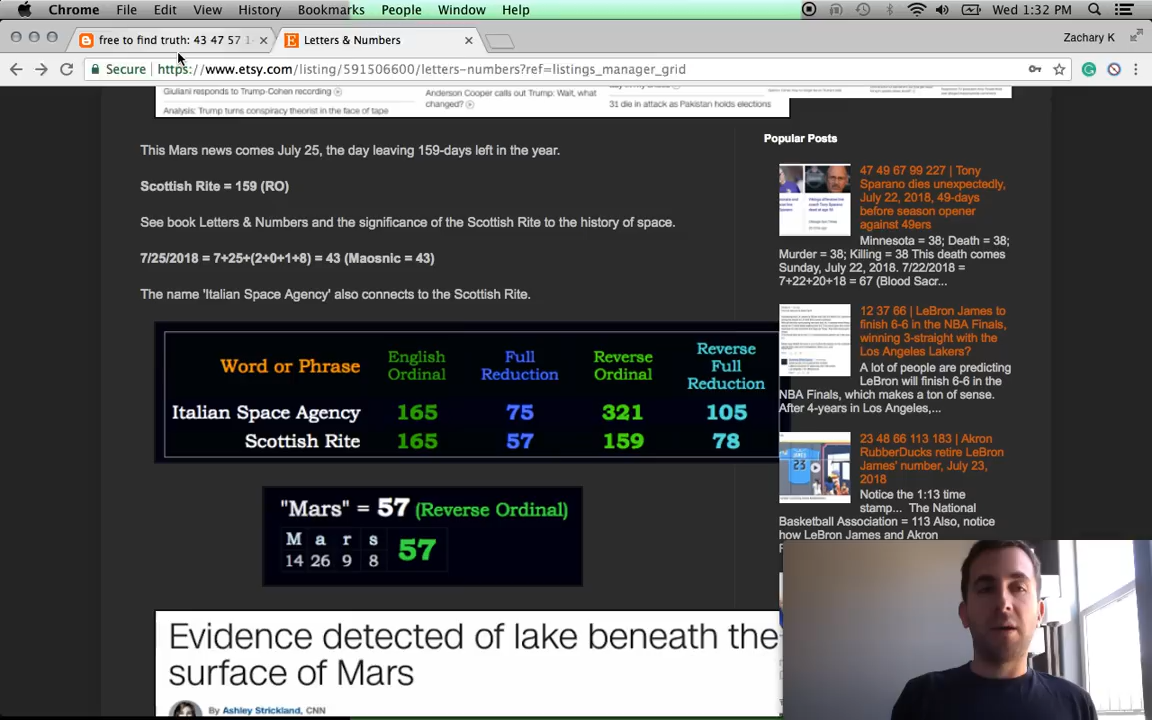 Chrome File Edit View History Bookmarks People Window Help Wed 1:32 PM
free to find truth: 43 47 57 1 Letters & Numbers Zachary K
Secure https://www.etsy.com/listing/591506600/letters-numbers?ref=listings_manager_grid
Giuliani responds to Trump-Cohen recording
Analysis: Trump turns conspiracy theorist in the face of tape
Anderson Cooper calls out Trump: Wait, what
changed?
31 die in attack as Pakistan holds elections
This Mars news comes July 25, the day leaving 159-days left in the year.
Scottish Rite = 159 (RO)
See book Letters & Numbers and the significance of the Scottish Rite to the history of space.
7/25/2018 = 7+25+(2+0+1+8) = 43 (Maosnic = 43)
The name 'Italian Space Agency' also connects to the Scottish Rite.
Word or Phrase English Ordinal Full Reduction Reverse Ordinal Reverse Full Reduction
Italian Space Agency 165 75 321 105
Scottish Rite 165 57 159 78
"Mars" = 57 (Reverse Ordinal)
M a r s 57
14 26 9 8
Evidence detected of lake beneath the
surface of Mars
By Ashley Strickland, CNN
Popular Posts
47 49 67 99 227 | Tony
Sparano dies unexpectedly,
July 22, 2018, 49-days
before season opener
against 49ers
Minnesota = 38; Death = 38;
Murder = 38; Killing = 38 This death comes
Sunday, July 22, 2018. 7/22/2018 =
7+22+20+18 = 67 (Blood Sacr...
12 37 66 | LeBron James to
finish 6-6 in the NBA Finals,
winning 3-straight with the
Los Angeles Lakers?
A lot of people are predicting
LeBron will finish 6-6 in the
NBA Finals, which makes a ton of sense.
After 4-years in Los Angeles,...
23 48 66 113 183 | Akron
RubberDucks retire LeBron
James' number, July 23,
2018
Notice the 1:13 time
stamp... The National
Basketball Association = 113 Also, notice
how LeBron James and Akron
JAMES
23